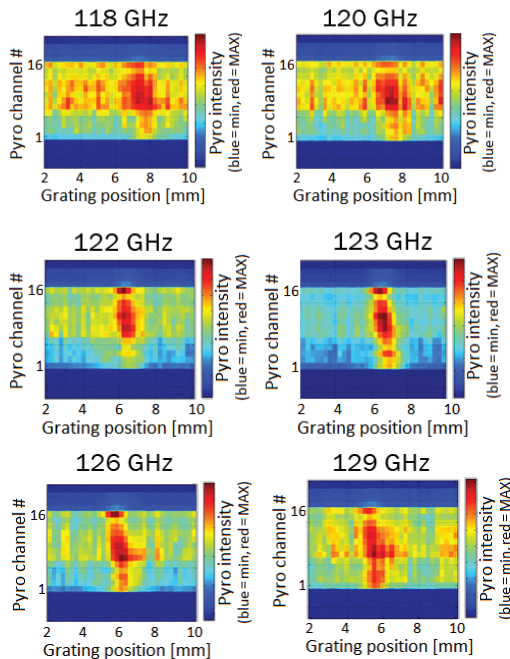 118 GHz
Pyro channel #
16
1
2 4 6 8 10
Grating position [mm]
Pyro intensity
(blue=min, red=MAX)
120 GHz
Pyro channel #
16
1
2 4 6 8 10
Grating position [mm]
Pyro intensity
(blue=min, red=MAX)
122 GHz
Pyro channel #
16
1
2 4 6 8 10
Grating position [mm]
Pyro intensity
(blue=min, red=MAX)
123 GHz
Pyro channel #
16
1
2 4 6 8 10
Grating position [mm]
Pyro intensity
(blue=min, red=MAX)
126 GHz
Pyro channel #
16
1
2 4 6 8 10
Grating position [mm]
Pyro intensity
(blue=min, red=MAX)
129 GHz
Pyro channel #
16
1
2 4 6 8 10
Grating position [mm]
Pyro intensity
(blue=min, red=MAX)